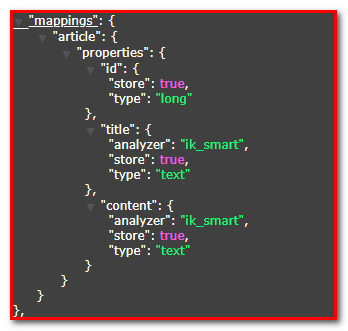 "mappings": {
"article": {
"properties": {
"id": {
"store": true,
"type": "long"
},
"title": {
"analyzer": "ik_smart",
"store": true,
"type": "text"
},
"content": {
"analyzer": "ik_smart",
"store": true,
"type": "text"
}
}
}
},